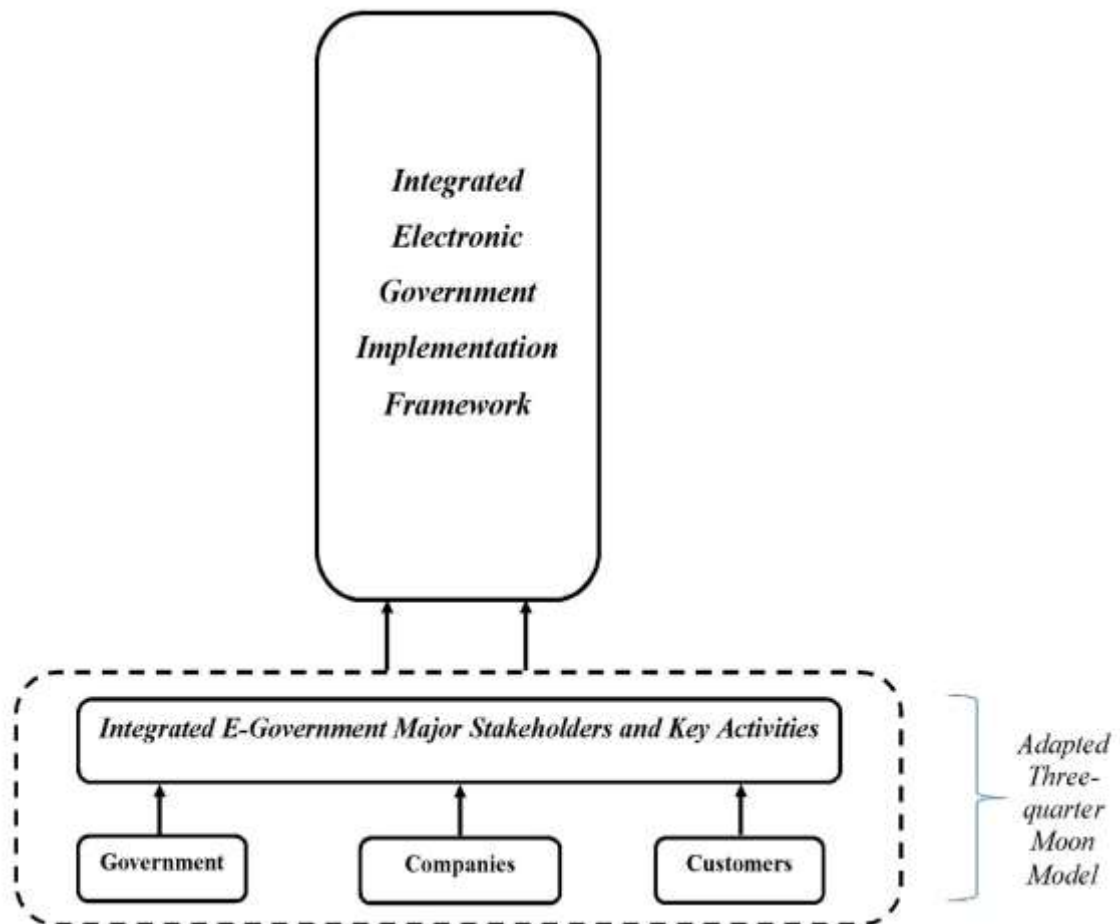 Integrated
Electronic
Government
Implementation
Framework
Integrated E-Government Major Stakeholders and Key Activities
Government
Companies
Customers
Adapted
Three-
quarter
Moon
Model